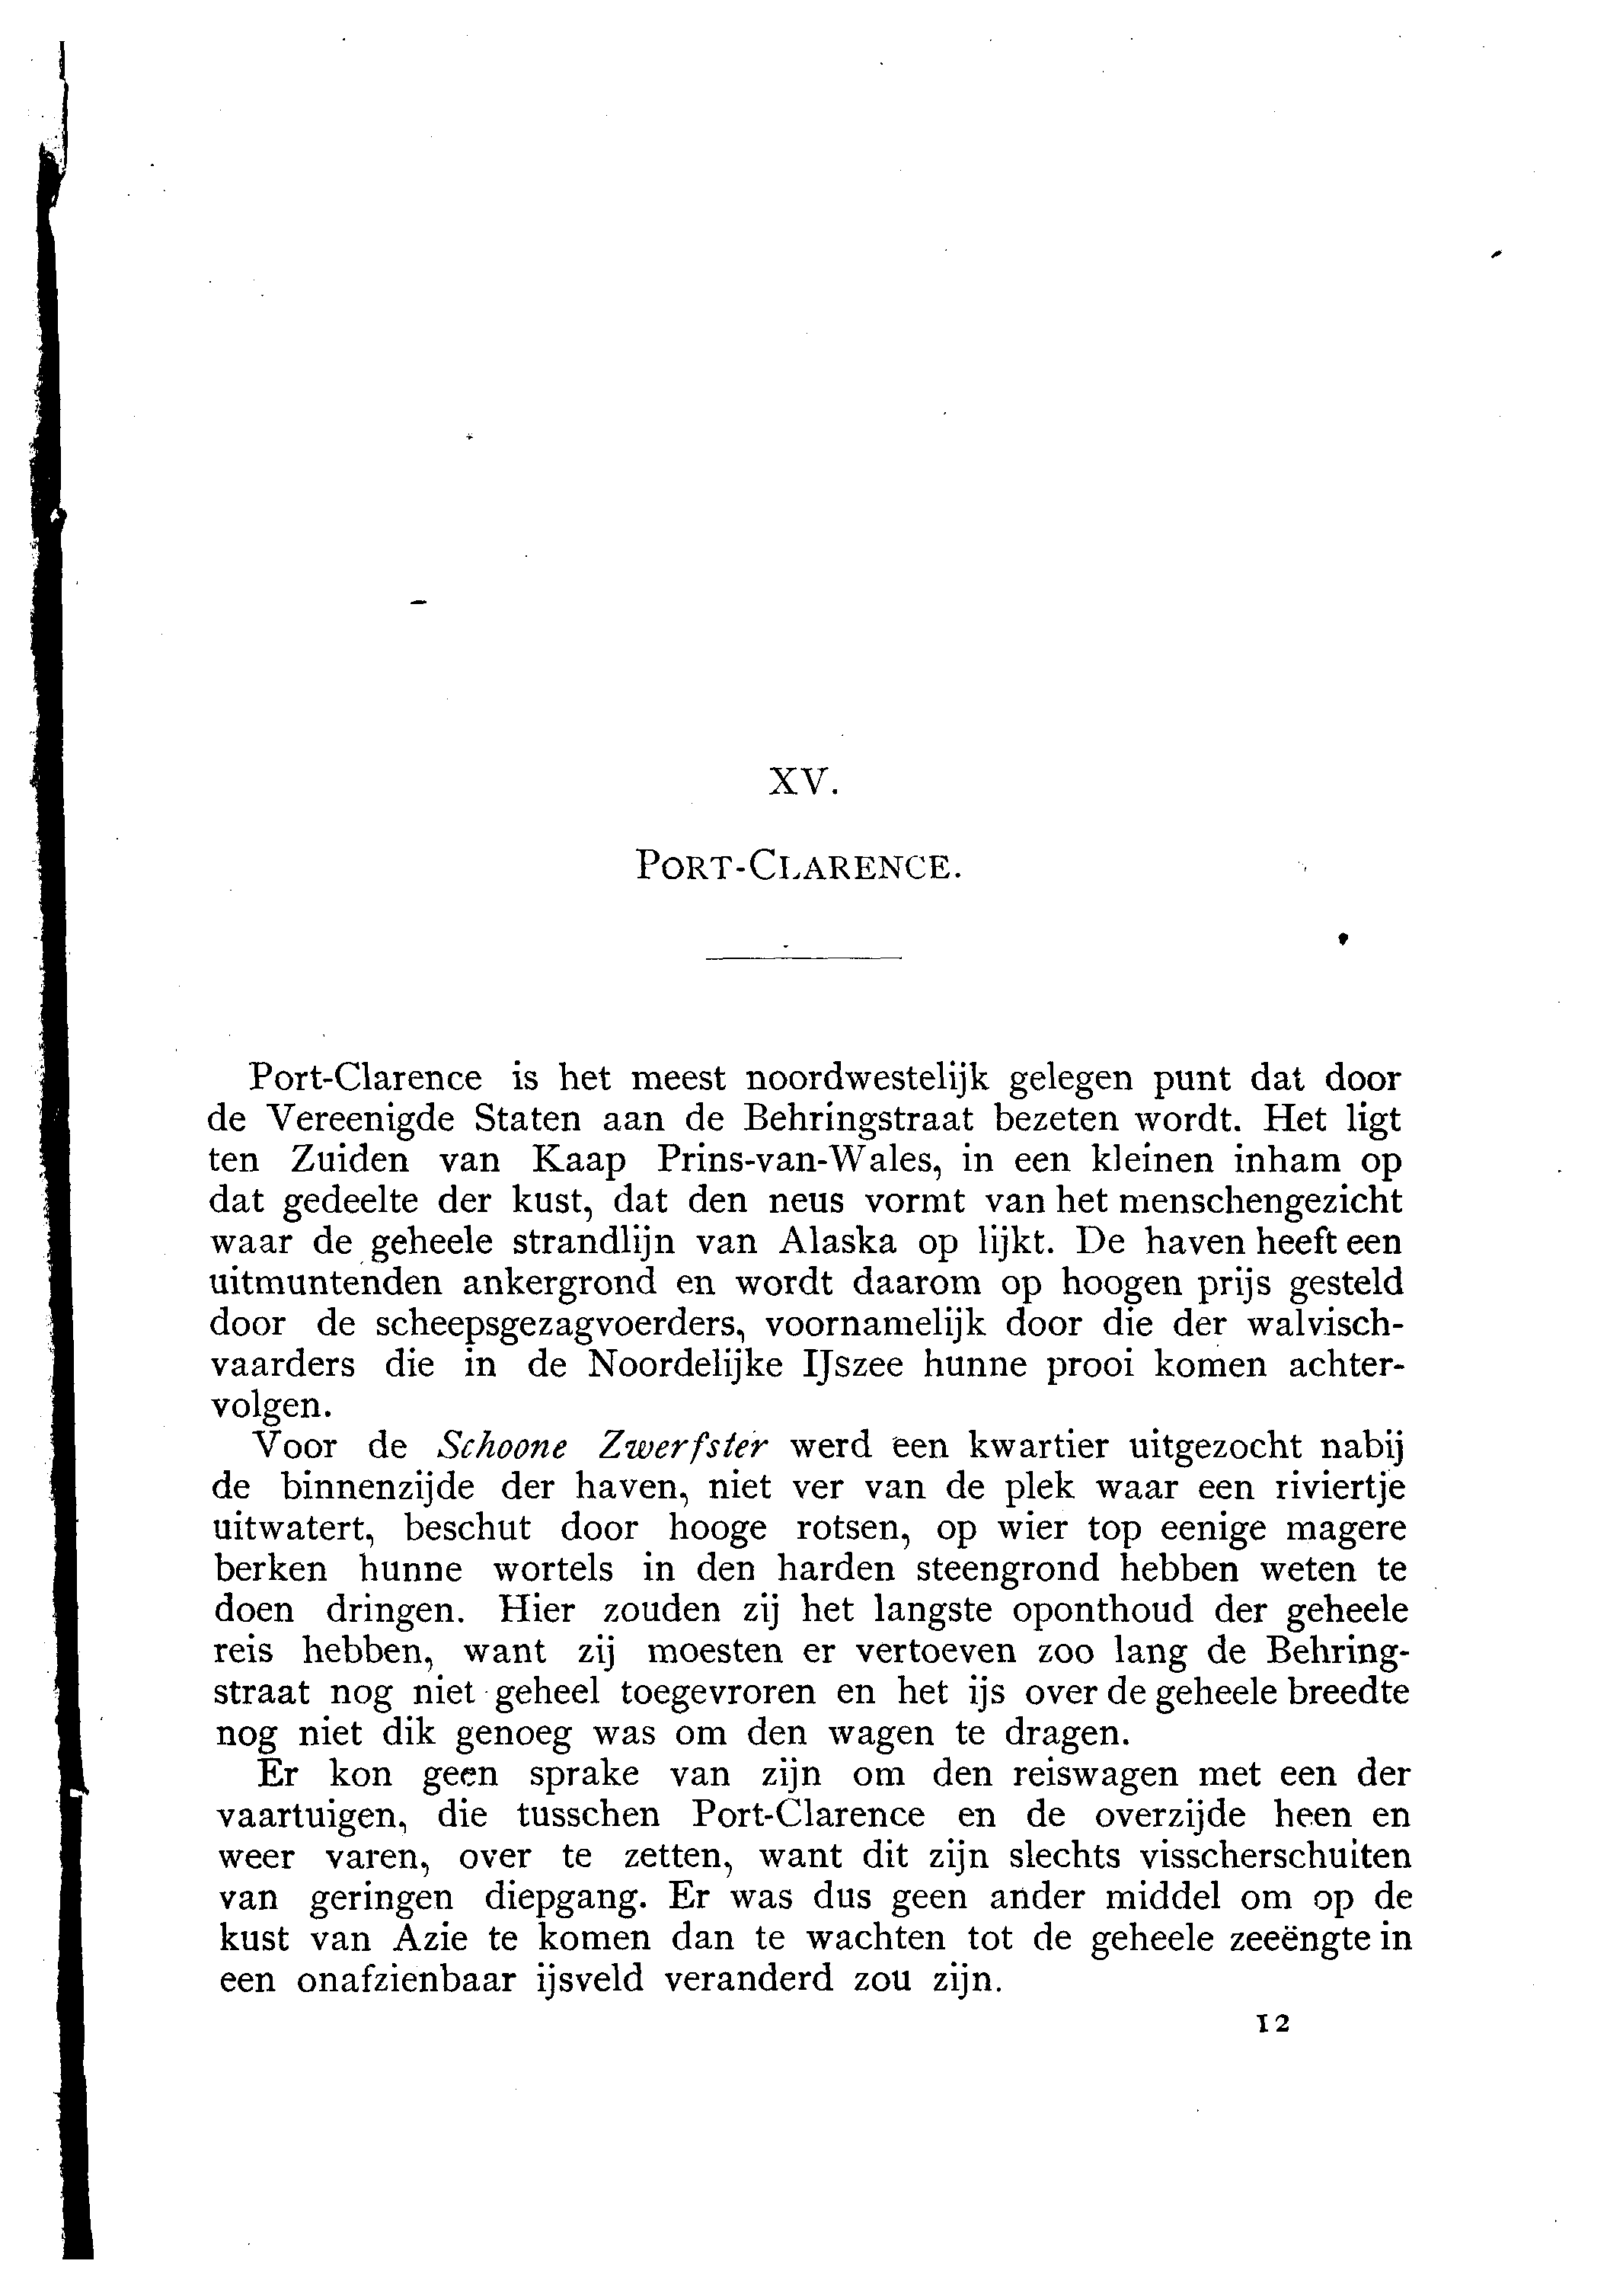 XV.
PORT-CLARENCE.
Port-Clarence is het meest noordwestelijk gelegen punt dat door
de Vereenigde Staten aan de Behringstraat bezeten wordt. Het ligt
ten Zuiden van Kaap Prins-van-Wales, in een kleinen inham op
dat gedeelte der kust, dat den neus vormt van het menschengezicht
waar de geheele strandlijn van Alaska op lijkt. De haven heeft een
uitmuntenden ankergrond en wordt daarom op hoogen prijs gesteld
door de scheepsgezagvoerders, voornamelijk door die der walvisch-
vaarders die in de Noordelijke IJszee hunne prooi komen achter-
volgen.
Voor de Schoone Zwerfster werd een kwartier uitgezocht nabij
de binnenzijde der haven, niet ver van de plek waar een riviertje
uitwatert, beschut door hooge rotsen, op wier top eenige magere
berken hunne wortels in den harden steengrond hebben weten te
doen dringen. Hier zouden zij het langste oponthoud der geheele
reis hebben, want zij moesten er vertoeven zoo lang de Behring-
straat nog niet geheel toegevroren en het ijs over de geheele breedte
nog niet dik genoeg was om den wagen te dragen.
Er kon geen sprake van zijn om den reiswagen met een der
vaartuigen, die tusschen Port-Clarence en de overzijde heen en
weer varen, over te zetten, want dit zijn slechts visscherschuiten
van geringen diepgang. Er was dus geen ander middel om op de
kust van Azie te komen dan te wachten tot de geheele zeeëngte in
een onafzienbaar ijsveld veranderd zou zijn.
12